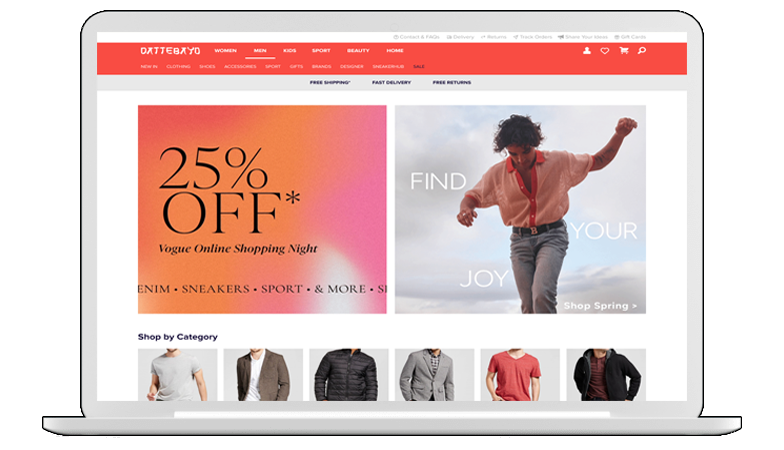 Contact & FAQs Delivery Returns Track Orders Share Your Ideas Gift Cards
DATTEBAYO WOMEN MEN KIDS SPORT BEAUTY HOME
NEW IN CLOTHING SHOES ACCESSORIES SPORT GIFTS BRANDS DESIGNER SNEAKERHUB SALE
FREE SHIPPING* FAST DELIVERY FREE RETURNS
25%
OFF*
Vogue Online Shopping Night
ENIM • SNEAKERS • SPORT • & MORE •
FIND
YOUR
JOY
Shop Spring >
Shop by Category